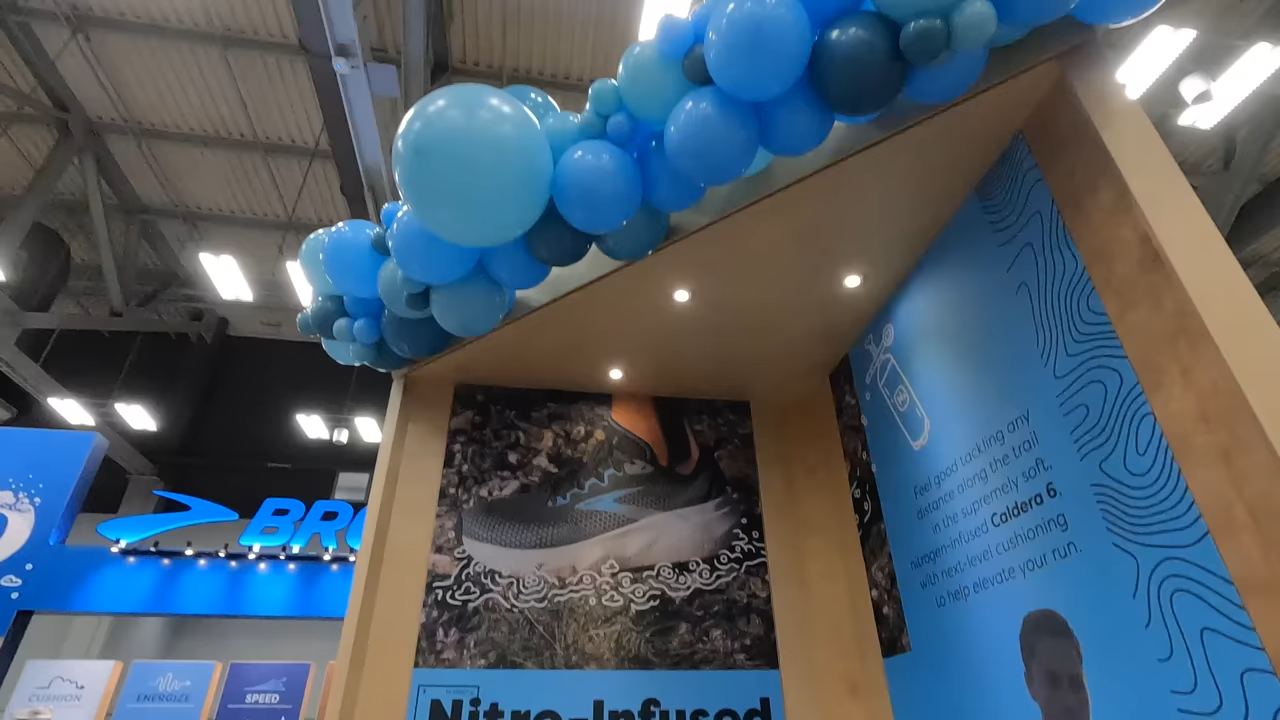 BRO
CUSHION
ENERGIZE
SPEED
Nitro-Infused
Feel good tackling any
distance along the trail
in the supremely soft,
nitrogen-infused Caldera 6,
with next-level cushioning
to help elevate your run.